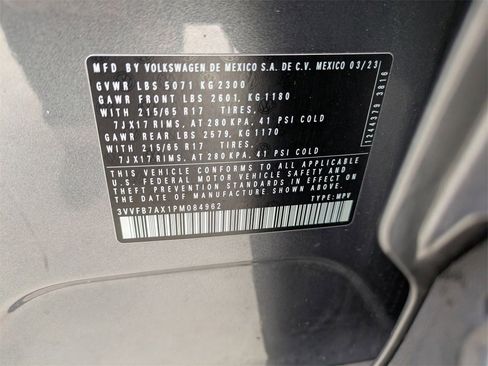 MFD BY VOLKSWAGEN DE MEXICO S.A. DE C.V. MEXICO 03/23
GVWR LBS 5071 KG 2300
GAWR FRONT LBS 2601, KG 1180
WITH 215/65 R17
7JX17 RIMS, AT 280 KPA, 41 PSI COLD
GAWR REAR LBS 2579, KG 1170
WITH 215/65 R17
7JX17 RIMS, AT 280 KPA, 41 PSI COLD
THIS VEHICLE CONFORMS TO ALL APPLICABLE
U.S. FEDERAL MOTOR VEHICLE SAFETY AND
THEFT PREVENTION STANDARDS IN EFFECT
ON THE DATE OF MANUFACTURE SHOWN ABOVE
3VVFB7AX1PM084962
TYPE: MPV
1244379 3816